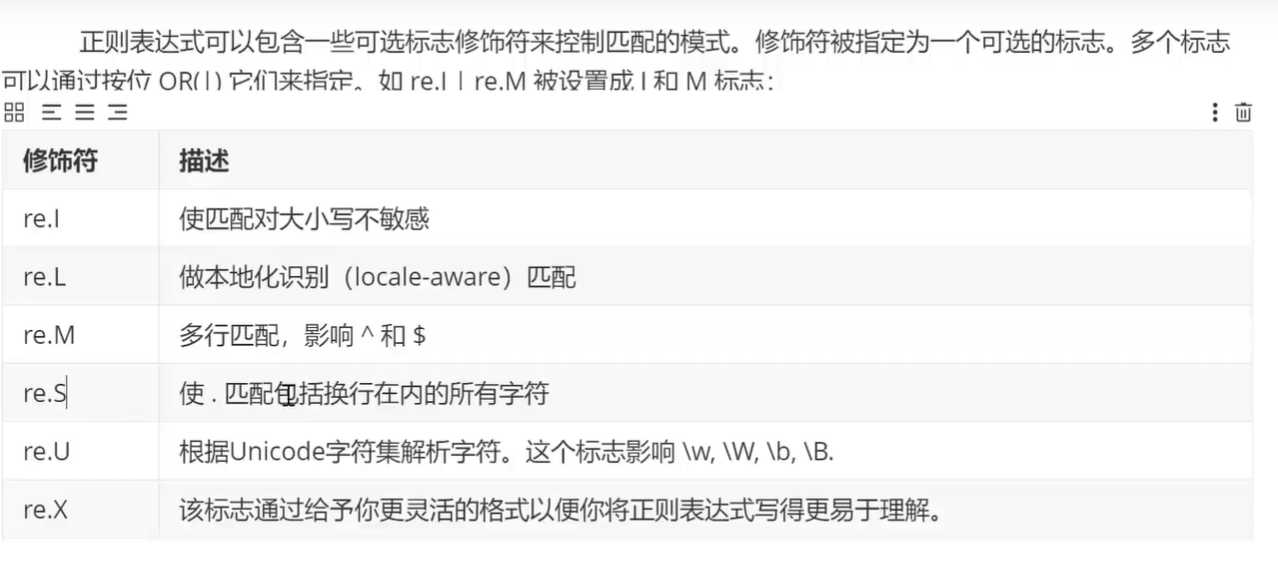 正则表达式可以包含一些可选标志修饰符来控制匹配的模式。修饰符被指定为一个可选的标志。多个标志
可以通过按位 OR(|) 它们来指定。如 re.I | re.M 被设置成 I 和 M 标志：
修饰符 描述
re.I 使匹配对大小写不敏感
re.L 做本地化识别（locale-aware）匹配
re.M 多行匹配，影响 ^ 和 $
re.S 使 . 匹配包括换行在内的所有字符
re.U 根据Unicode字符集解析字符。这个标志影响 \w, \W, \b, \B.
re.X 该标志通过给予你更灵活的格式以便你将正则表达式写得更易于理解。